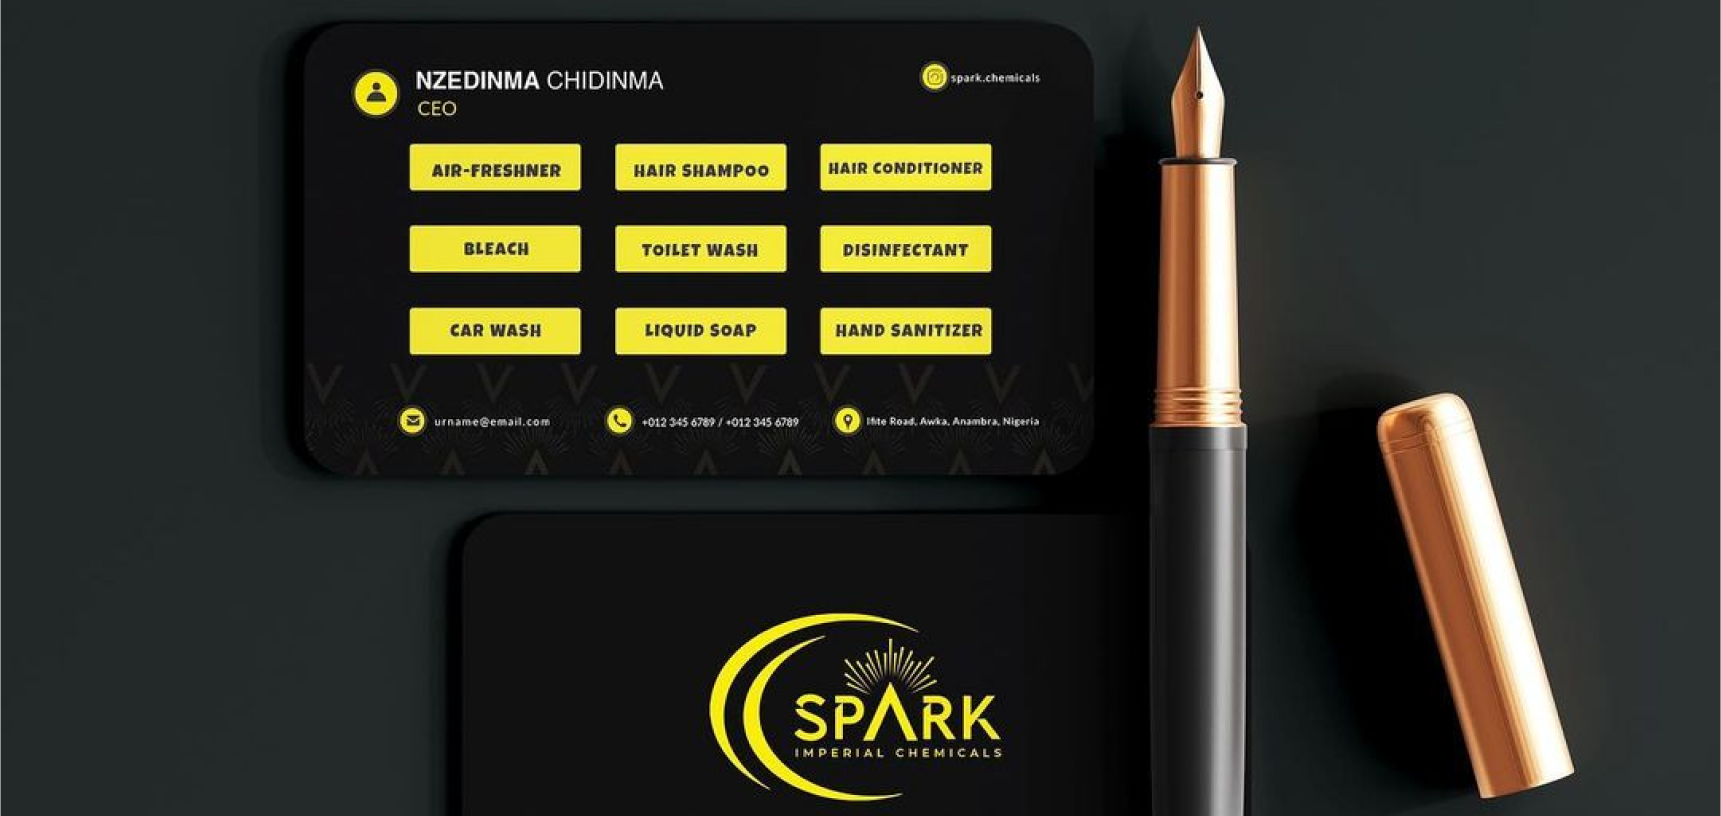 NZEDINMA CHIDINMA
CEO
spark.chemicals
AIR-FRESHNER
HAIR SHAMPOO
HAIR CONDITIONER
BLEACH
TOILET WASH
DISINFECTANT
CAR WASH
LIQUID SOAP
HAND SANITIZER
urname@email.com
+012 345 6789 / +012 345 6789
Ifite Road, Awka, Anambra, Nigeria
SPARK
IMPERIAL CHEMICALS